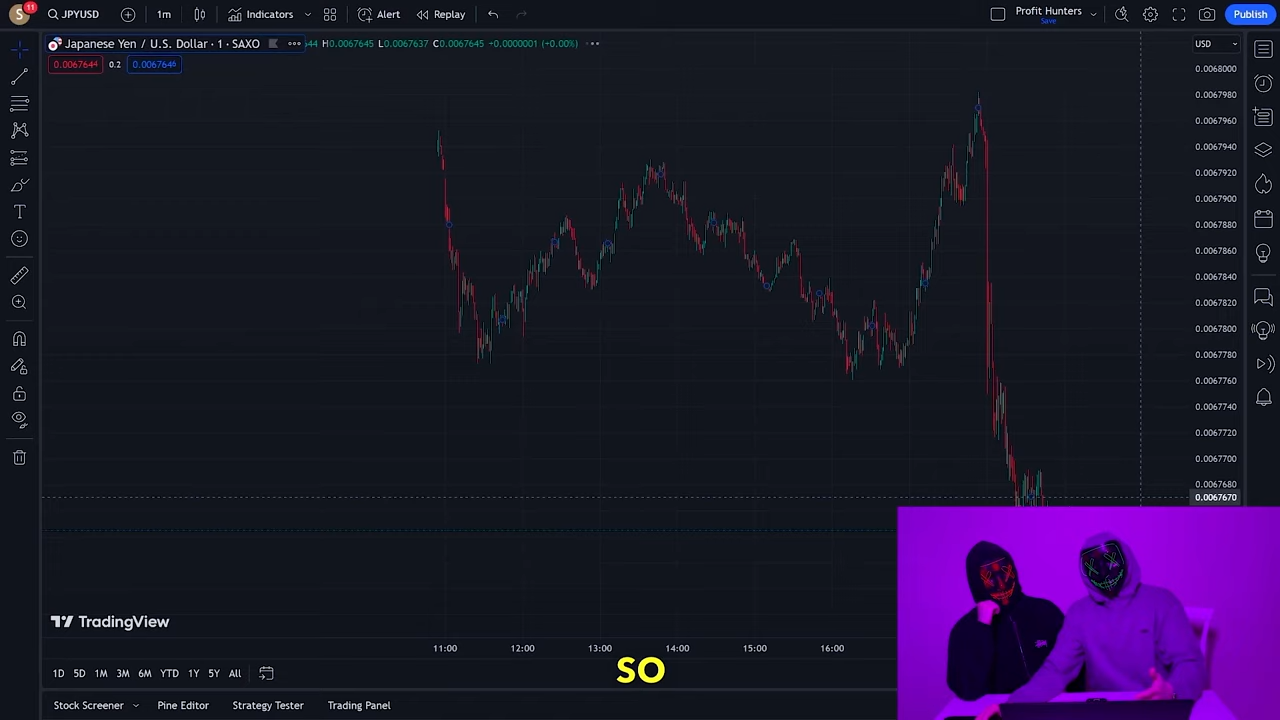 S
11
JPYUSD
1m
Indicators
Alert
Replay
Profit Hunters
Save
Publish
Japanese Yen / U.S. Dollar · 1 · SAXO
H0.0067645 L0.0067637 C0.0067645 +0.0000001 (+0.00%)
USD
0.0067644
0.2
0.0067646
0.0068000
0.0067980
0.0067960
0.0067940
0.0067920
0.0067900
0.0067880
0.0067860
0.0067840
0.0067820
0.0067800
0.0067780
0.0067760
0.0067740
0.0067720
0.0067700
0.0067680
0.0067670
TradingView
11:00
12:00
13:00
14:00
15:00
16:00
SO
1D 5D 1M 3M 6M YTD 1Y 5Y All
Stock Screener
Pine Editor
Strategy Tester
Trading Panel